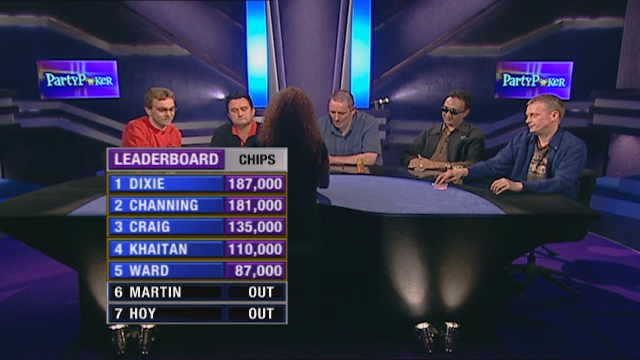 PartyPoker
PartyPoker
LEADERBOARD CHIPS
1 DIXIE 187,000
2 CHANNING 181,000
3 CRAIG 135,000
4 KHAITAN 110,000
5 WARD 87,000
6 MARTIN OUT
7 HOY OUT